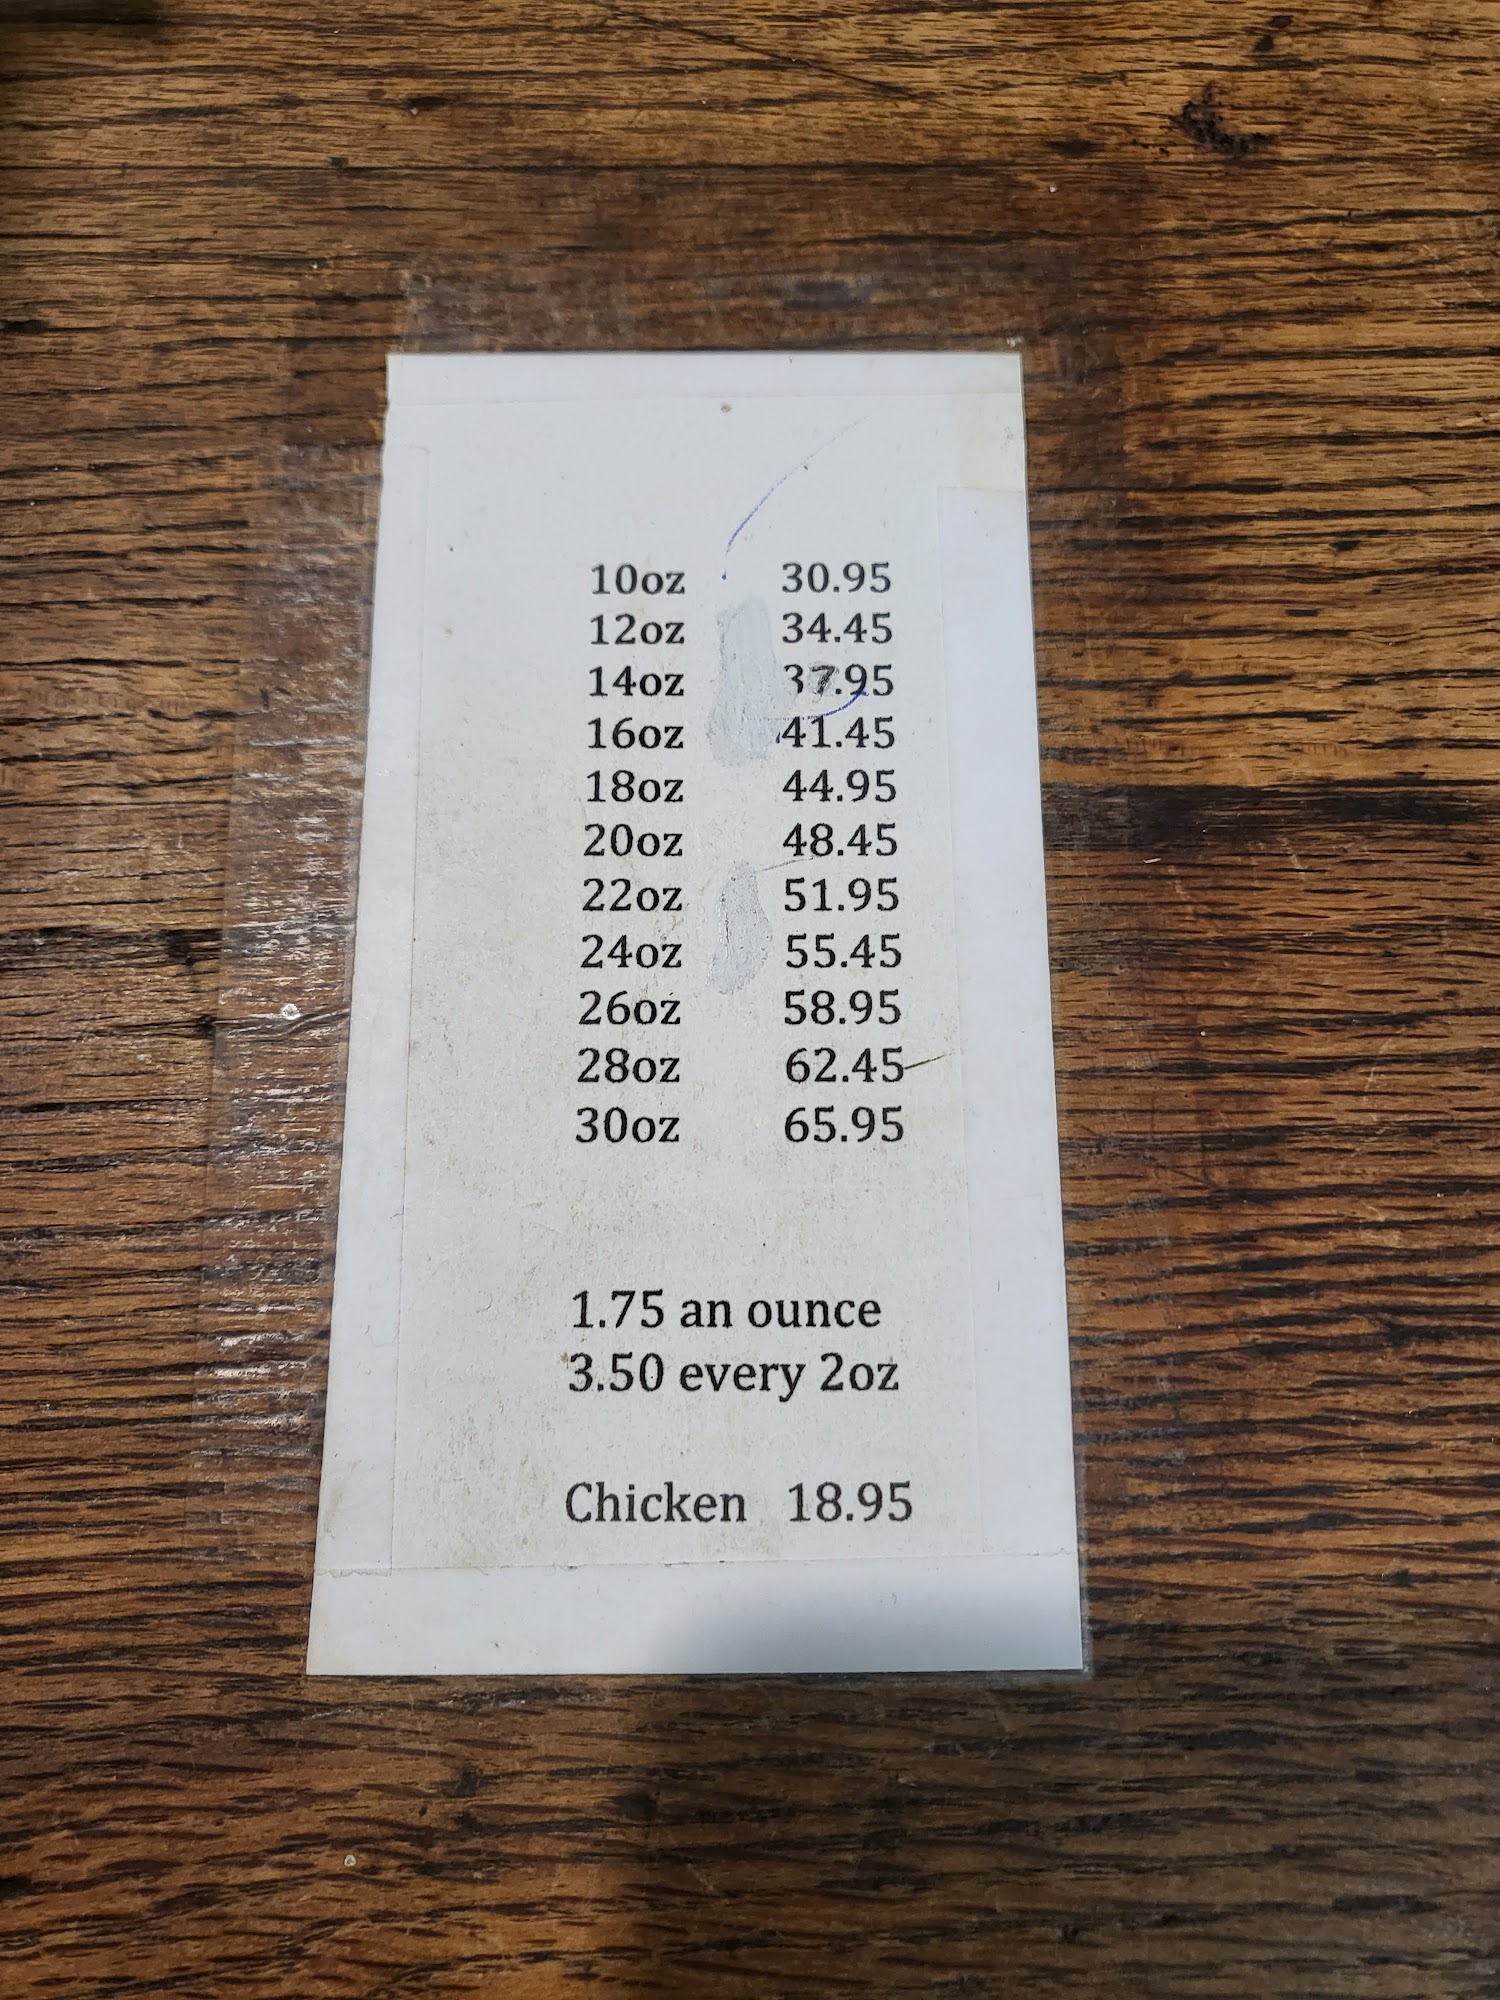 10oz 30.95
12oz 34.45
14oz 37.95
16oz 41.45
18oz 44.95
20oz 48.45
22oz 51.95
24oz 55.45
26oz 58.95
28oz 62.45
30oz 65.95
1.75 an ounce
3.50 every 2oz
Chicken 18.95